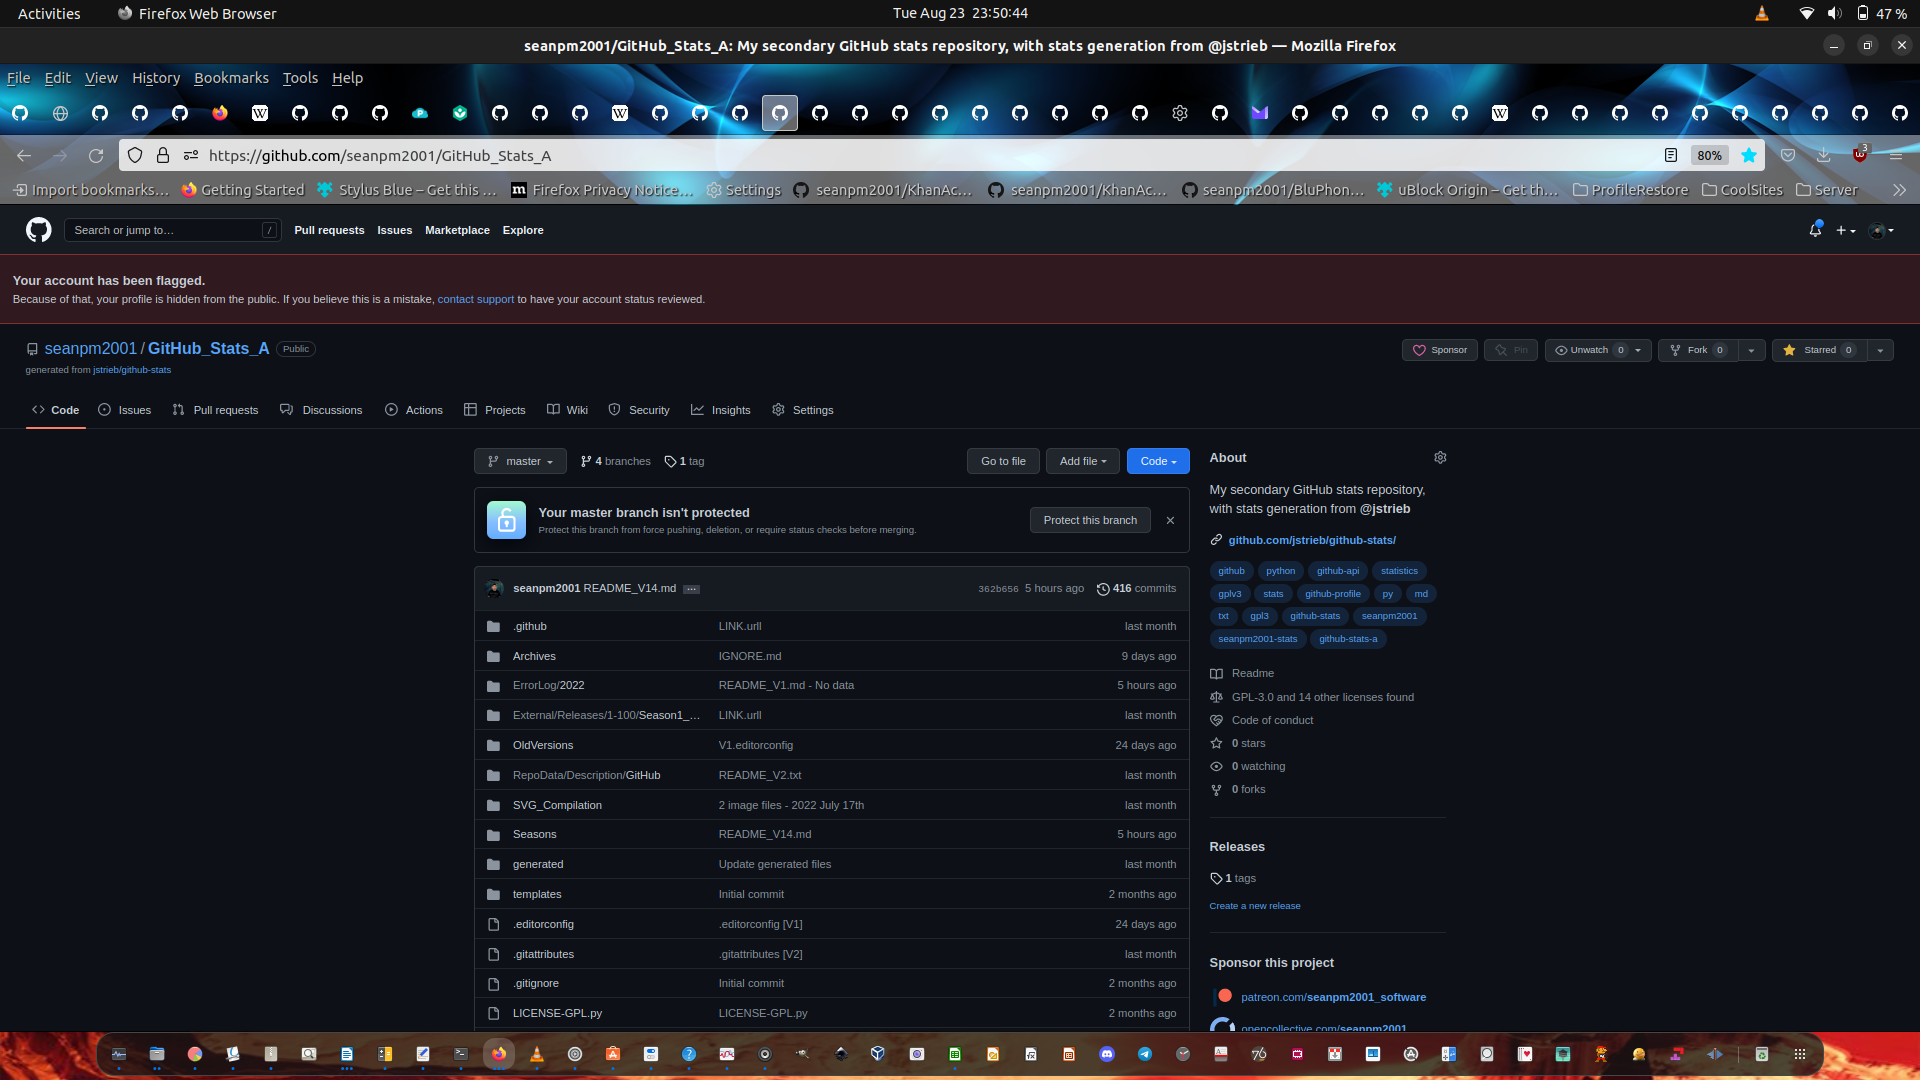 Activities
Firefox Web Browser
Tue Aug 23 23:50:44
47 %
seanpm2001/GitHub_Stats_A: My secondary GitHub stats repository, with stats generation from @jstrieb — Mozilla Firefox
File Edit View History Bookmarks Tools Help
https://github.com/seanpm2001/GitHub_Stats_A
80%
3
Import bookmarks…
Getting Started
Stylus Blue – Get this …
Firefox Privacy Notice…
Settings
seanpm2001/KhanAc…
seanpm2001/KhanAc…
seanpm2001/BluPhon…
uBlock Origin – Get th…
ProfileRestore
CoolSites
Server
Search or jump to…
/
Pull requests
Issues
Marketplace
Explore
Your account has been flagged.
Because of that, your profile is hidden from the public. If you believe this is a mistake, contact support to have your account status reviewed.
seanpm2001 / GitHub_Stats_A
Public
Sponsor
Pin
Unwatch 0
Fork 0
Starred 0
generated from jstrieb/github-stats
Code
Issues
Pull requests
Discussions
Actions
Projects
Wiki
Security
Insights
Settings
master
4 branches
1 tag
Go to file
Add file
Code
Your master branch isn't protected
Protect this branch from force pushing, deletion, or require status checks before merging.
Protect this branch
seanpm2001 README_V14.md …
362b656 5 hours ago
416 commits
.github LINK.urll last month
Archives IGNORE.md 9 days ago
ErrorLog/2022 README_V1.md - No data 5 hours ago
External/Releases/1-100/Season1_… LINK.urll last month
OldVersions V1.editorconfig 24 days ago
RepoData/Description/GitHub README_V2.txt last month
SVG_Compilation 2 image files - 2022 July 17th last month
Seasons README_V14.md 5 hours ago
generated Update generated files last month
templates Initial commit 2 months ago
.editorconfig .editorconfig [V1] 24 days ago
.gitattributes .gitattributes [V2] last month
.gitignore Initial commit 2 months ago
LICENSE-GPL.py LICENSE-GPL.py 2 months ago
About
My secondary GitHub stats repository,
with stats generation from @jstrieb
github.com/jstrieb/github-stats/
github python github-api statistics
gplv3 stats github-profile py md
txt gpl3 github-stats seanpm2001
seanpm2001-stats github-stats-a
Readme
GPL-3.0 and 14 other licenses found
Code of conduct
0 stars
0 watching
0 forks
Releases
1 tags
Create a new release
Sponsor this project
patreon.com/seanpm2001_software
opencollective.com/seanpm2001